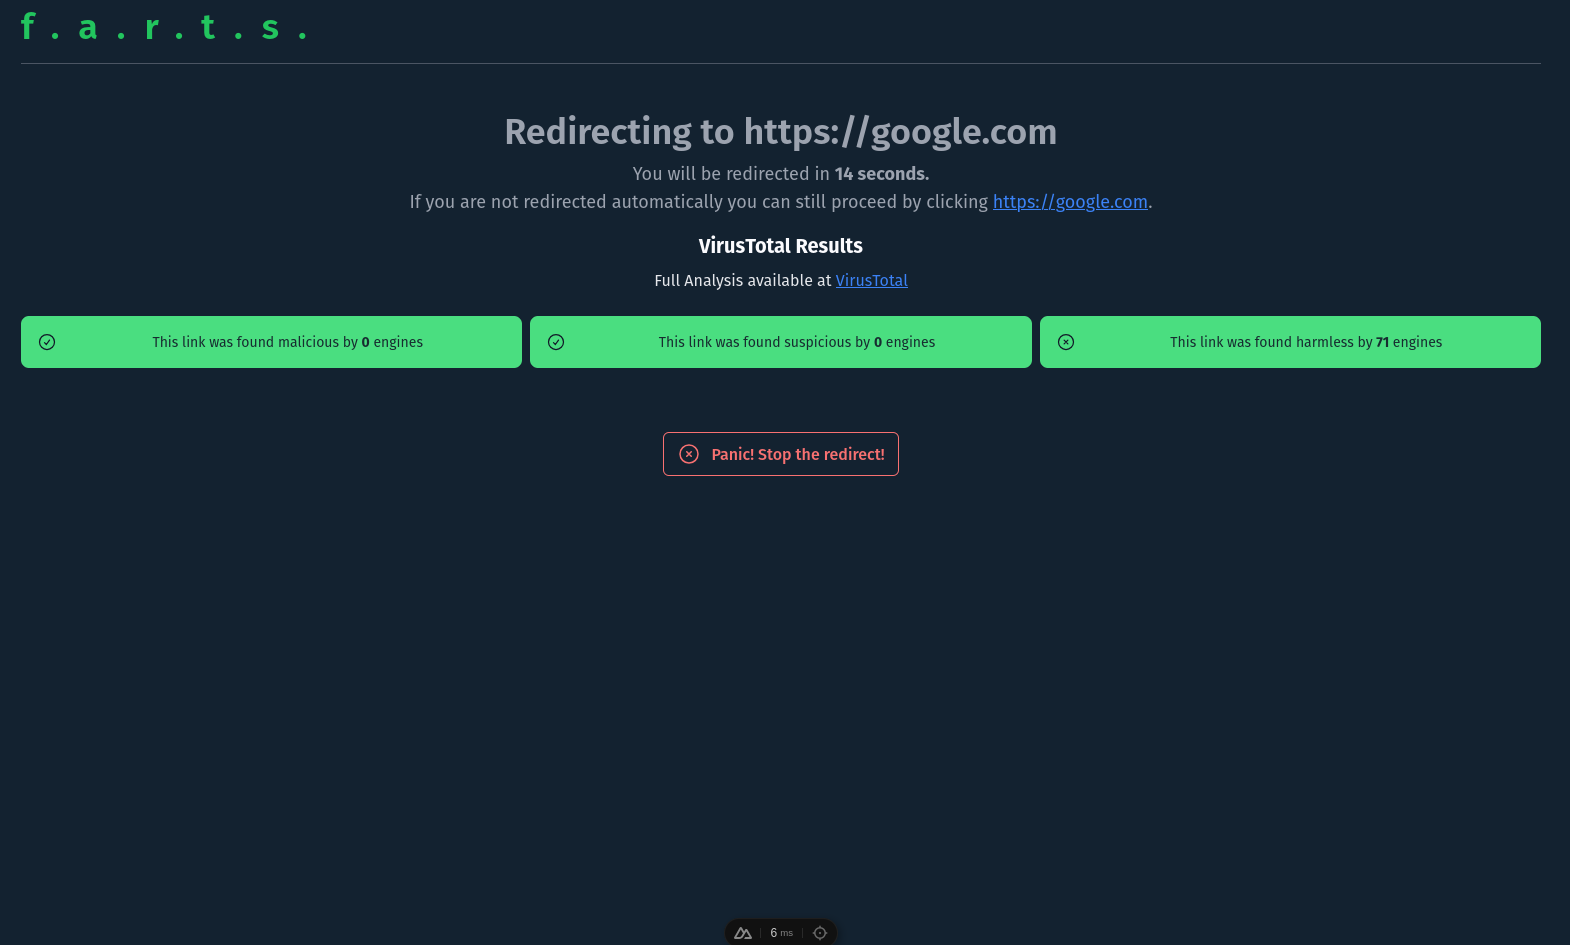 f.a.r.t.s.
Redirecting to https://google.com
You will be redirected in 14 seconds.
If you are not redirected automatically you can still proceed by clicking https://google.com.
VirusTotal Results
Full Analysis available at VirusTotal
This link was found malicious by 0 engines
This link was found suspicious by 0 engines
This link was found harmless by 71 engines
Panic! Stop the redirect!
6 ms